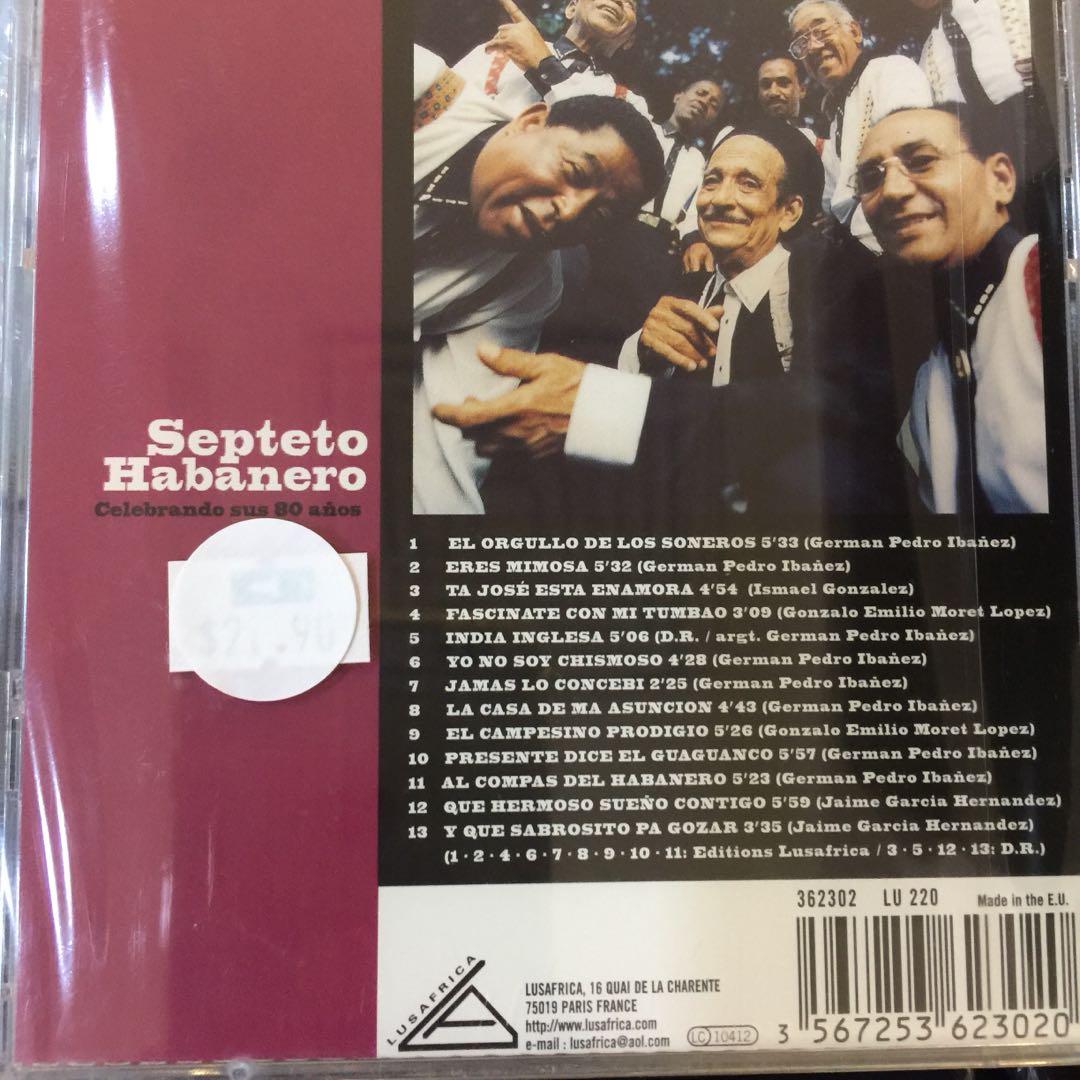 Septeto
Habanero
Celebrando sus 80 años
1 EL ORGULLO DE LOS SONEROS 5'33 (German Pedro Ibañez)
2 ERES MIMOSA 5'32 (German Pedro Ibañez)
3 TA JOSÉ ESTA ENAMORA 4'54 (Ismael Gonzalez)
4 FASCINATE CON MI TUMBAO 3'09 (Gonzalo Emilio Moret Lopez)
5 INDIA INGLESA 5'06 (D.R. / argt. German Pedro Ibañez)
6 YO NO SOY CHISMOSO 4'28 (German Pedro Ibañez)
7 JAMAS LO CONCEBI 2'25 (German Pedro Ibañez)
8 LA CASA DE MA ASUNCION 4'43 (German Pedro Ibañez)
9 EL CAMPESINO PRODIGIO 5'26 (Gonzalo Emilio Moret Lopez)
10 PRESENTE DICE EL GUAGUANCO 5'57 (German Pedro Ibañez)
11 AL COMPAS DEL HABANERO 5'23 (German Pedro Ibañez)
12 QUE HERMOSO SUEÑO CONTIGO 5'59 (Jaime Garcia Hernandez)
13 Y QUE SABROSITO PA GOZAR 3'35 (Jaime Garcia Hernandez)
(1 · 2 · 4 · 6 · 7 · 8 · 9 · 10 · 11: Editions Lusafrica / 3 · 5 · 12 · 13: D.R.)
362302 LU 220 Made in the E.U.
LUSAFRICA
LUSAFRICA, 16 QUAI DE LA CHARENTE
75019 PARIS FRANCE
http://www.lusafrica.com
e-mail : lusafrica@aol.com
LC 10412
3 567253 623020